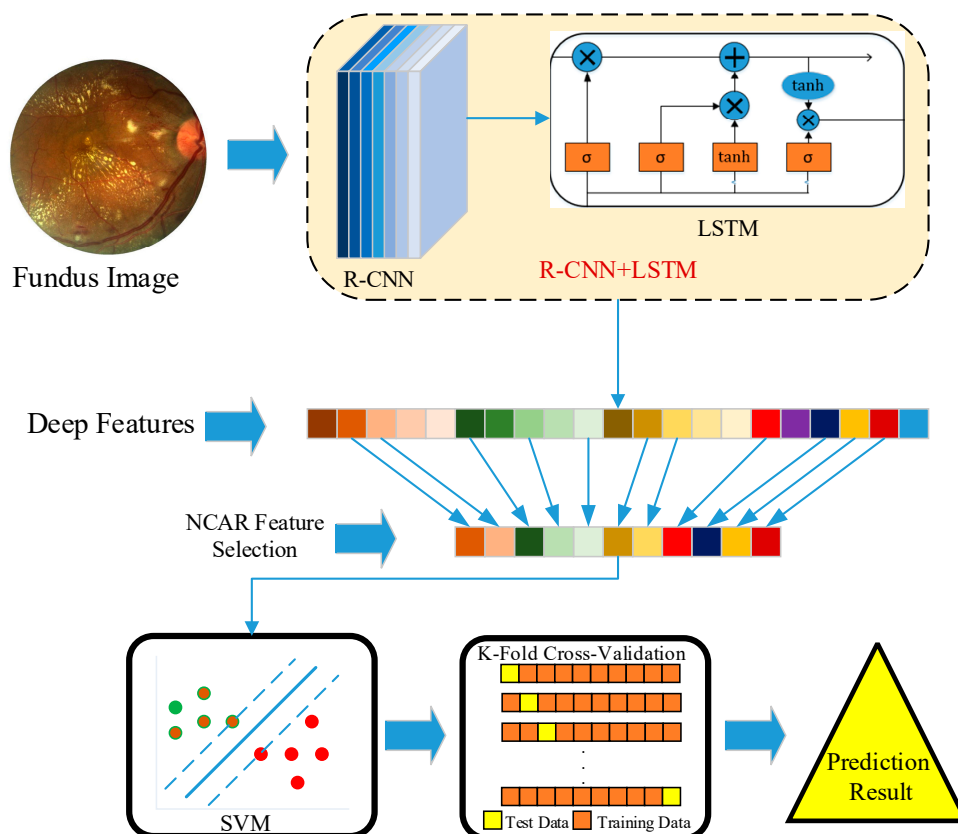 tanh
σ
σ
tanh
σ
LSTM
R-CNN
R-CNN+LSTM
Fundus Image
Deep Features
NCAR Feature
Selection
K-Fold Cross-Validation
.
.
.
Test Data
Training Data
SVM
Prediction
Result